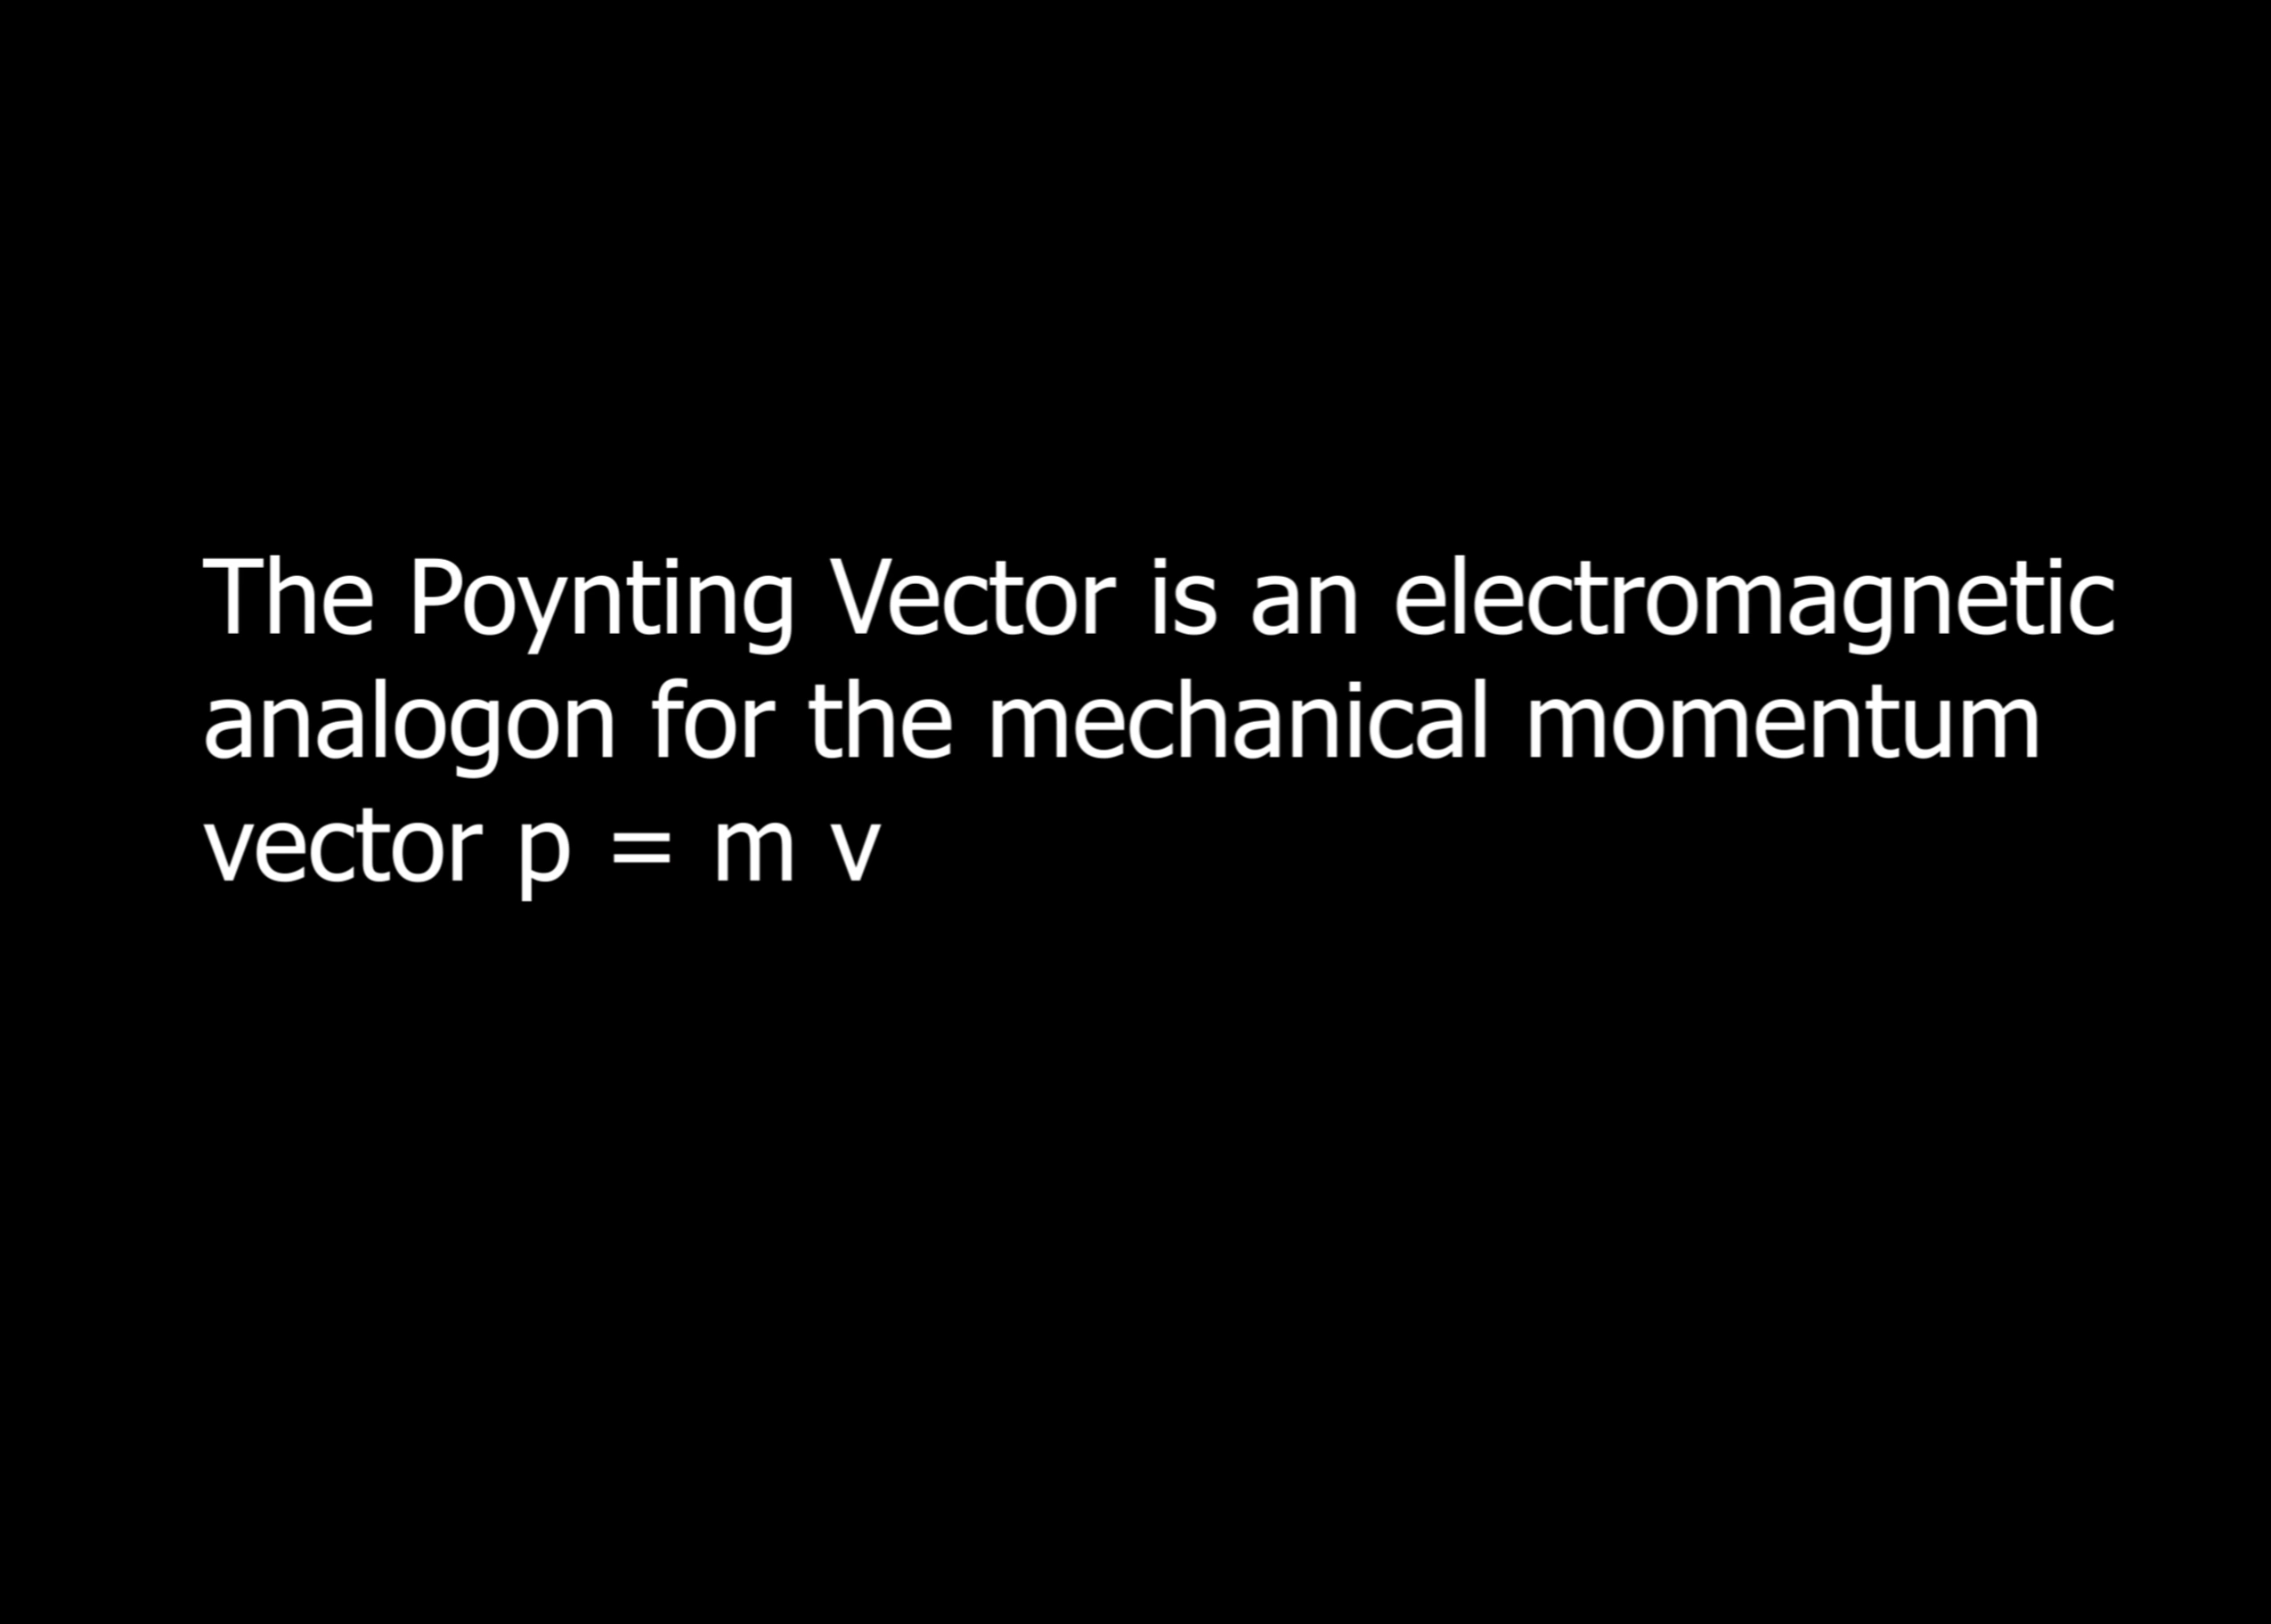 The Poynting Vector is an electromagnetic
analogon for the mechanical momentum
vector p = m v